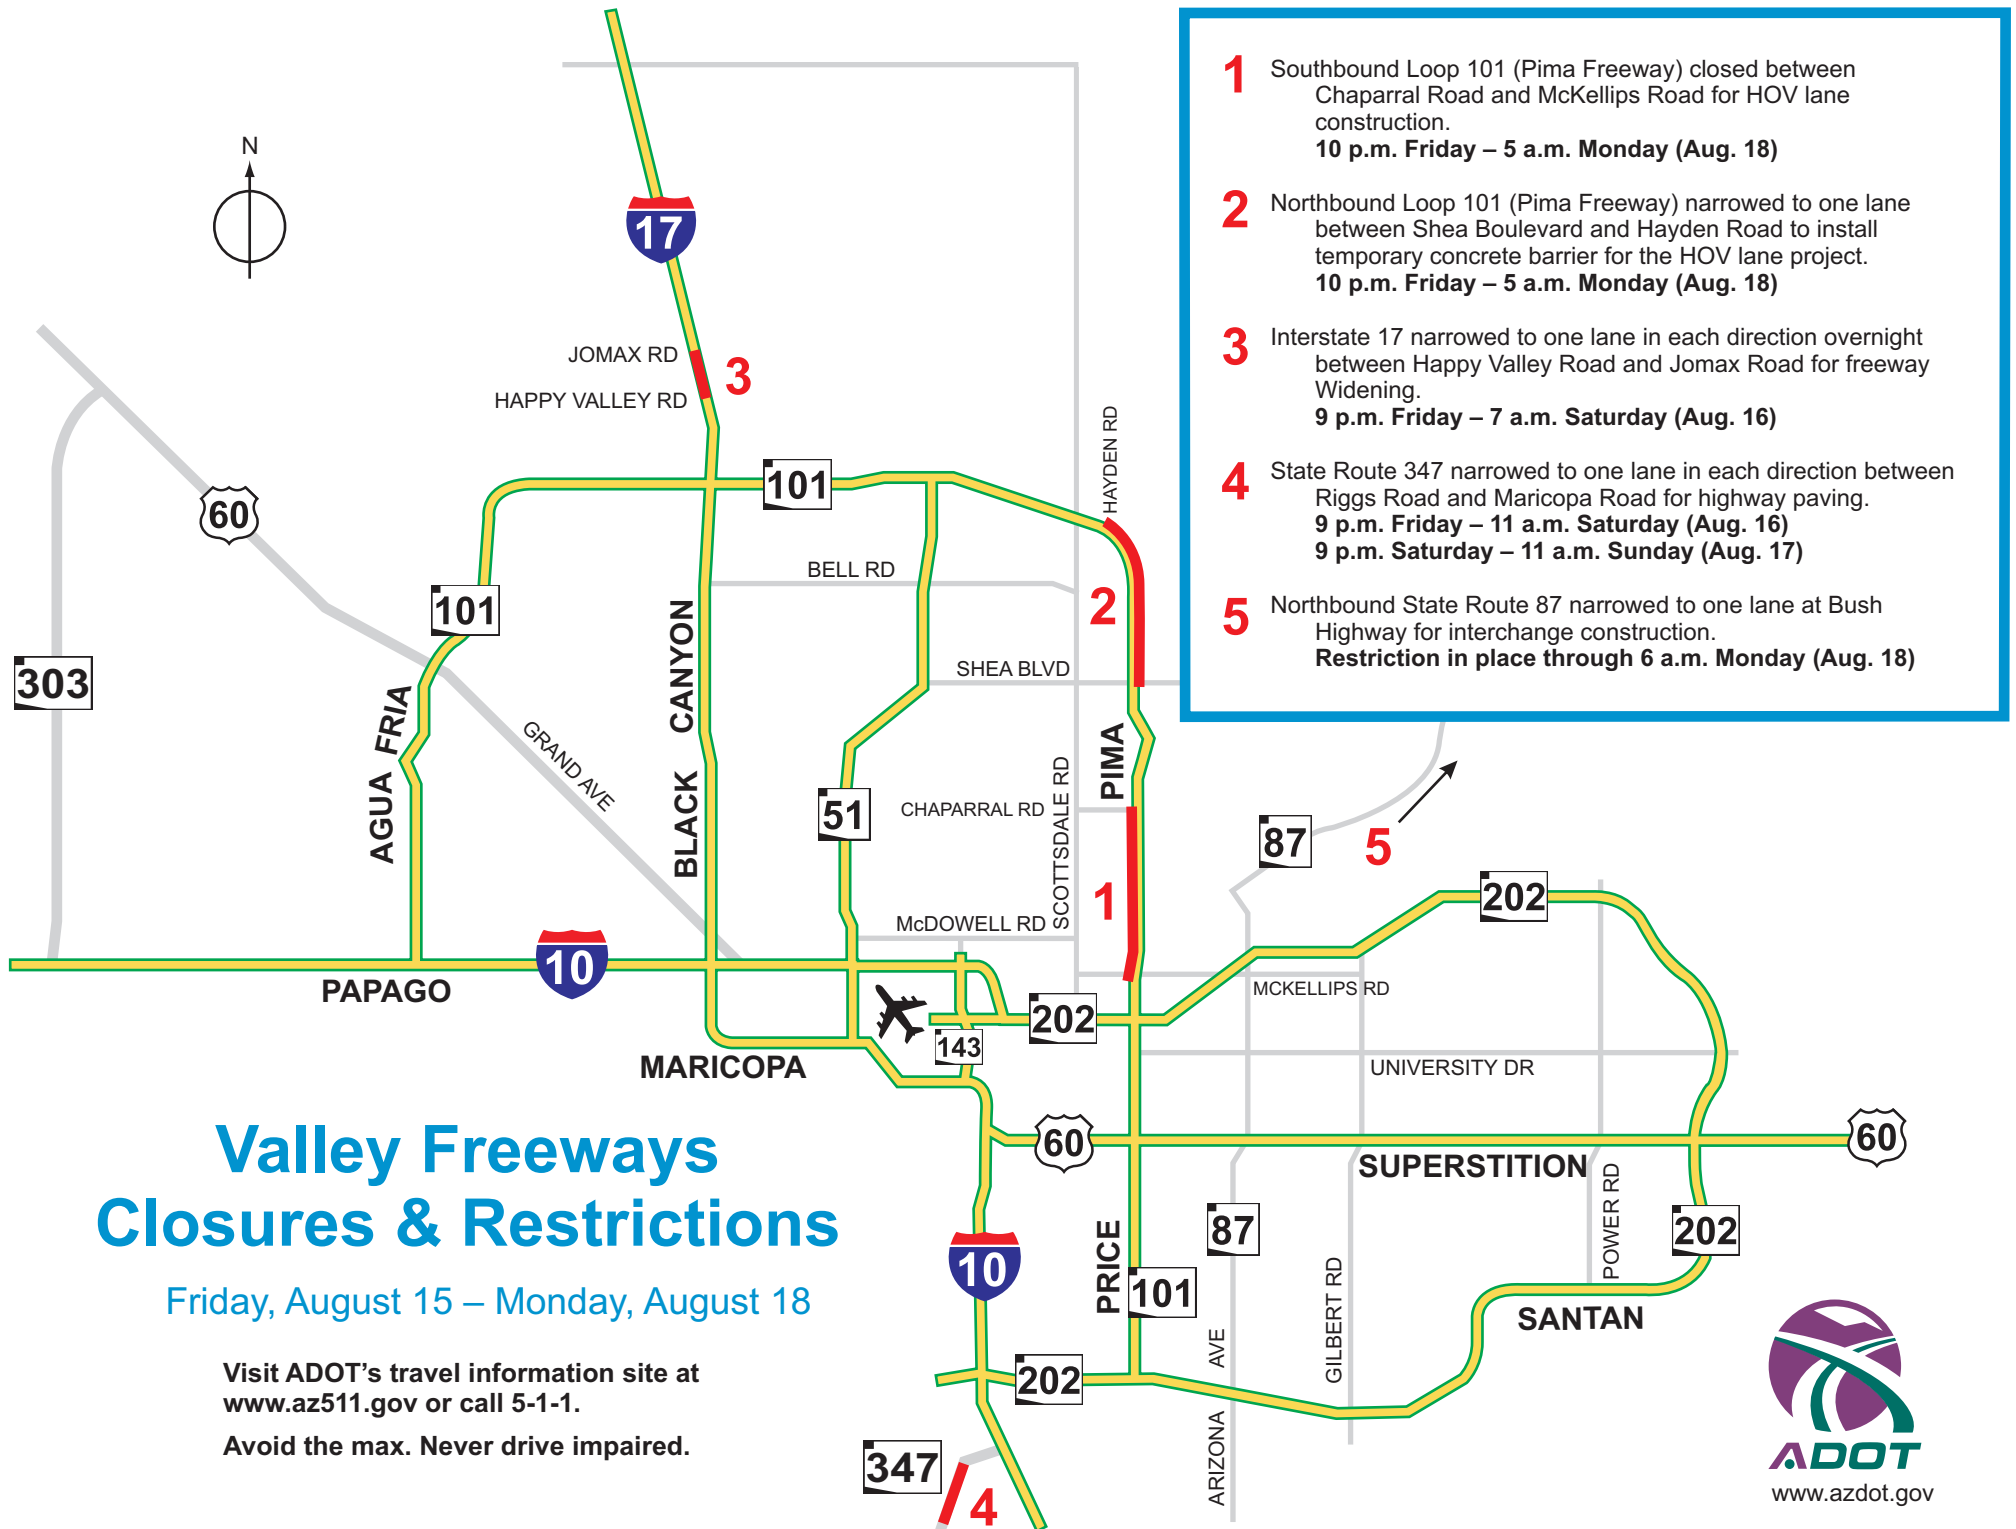 1 Southbound Loop 101 (Pima Freeway) closed between
Chaparral Road and McKellips Road for HOV lane
construction.
10 p.m. Friday – 5 a.m. Monday (Aug. 18)
2 Northbound Loop 101 (Pima Freeway) narrowed to one lane
between Shea Boulevard and Hayden Road to install
temporary concrete barrier for the HOV lane project.
10 p.m. Friday – 5 a.m. Monday (Aug. 18)
3 Interstate 17 narrowed to one lane in each direction overnight
between Happy Valley Road and Jomax Road for freeway
Widening.
9 p.m. Friday – 7 a.m. Saturday (Aug. 16)
4 State Route 347 narrowed to one lane in each direction between
Riggs Road and Maricopa Road for highway paving.
9 p.m. Friday – 11 a.m. Saturday (Aug. 16)
9 p.m. Saturday – 11 a.m. Sunday (Aug. 17)
5 Northbound State Route 87 narrowed to one lane at Bush
Highway for interchange construction.
Restriction in place through 6 a.m. Monday (Aug. 18)
N
17
JOMAX RD
3
HAPPY VALLEY RD
HAYDEN RD
101
60
BELL RD
101
2
303
SHEA BLVD
AGUA FRIA
GRAND AVE
BLACK CANYON
PIMA
SCOTTSDALE RD
CHAPARRAL RD
51
87
5
1
202
McDOWELL RD
10
PAPAGO
MCKELLIPS RD
202
143
MARICOPA
UNIVERSITY DR
60
60
SUPERSTITION
POWER RD
87
202
10
PRICE
101
GILBERT RD
SANTAN
ARIZONA AVE
202
347
4
Valley Freeways
Closures & Restrictions
Friday, August 15 – Monday, August 18
Visit ADOT's travel information site at
www.az511.gov or call 5-1-1.
Avoid the max. Never drive impaired.
ADOT
www.azdot.gov